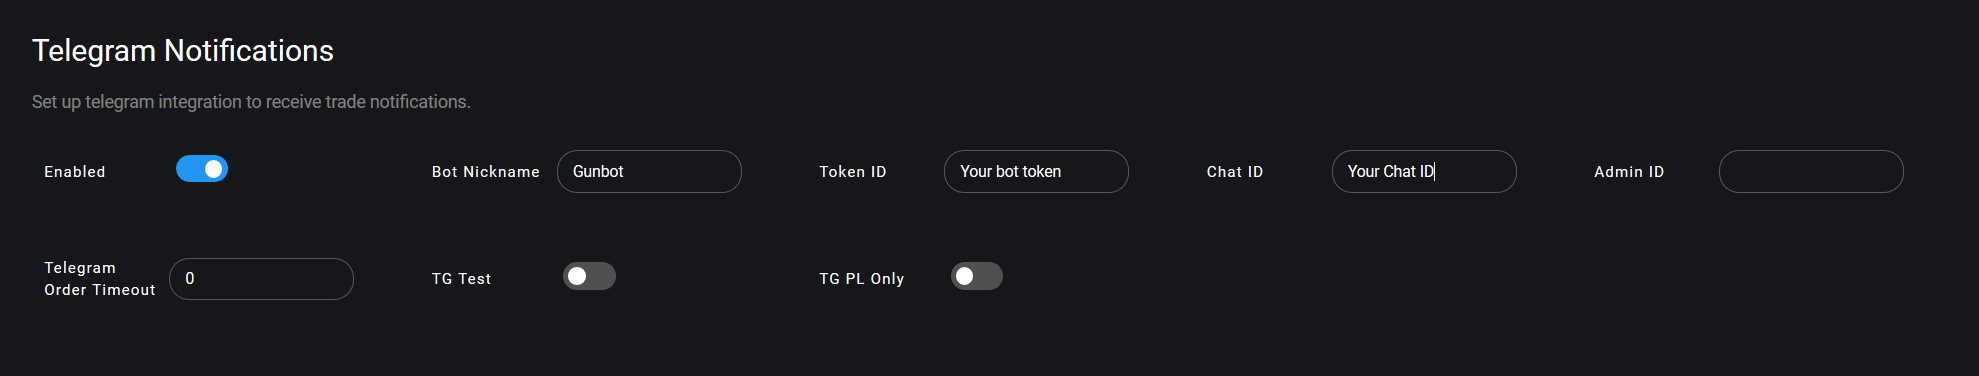 Telegram Notifications
Set up telegram integration to receive trade notifications.
Enabled
Bot Nickname
Gunbot
Token ID
Your bot token
Chat ID
Your Chat ID
Admin ID
Telegram
Order Timeout
0
TG Test
TG PL Only